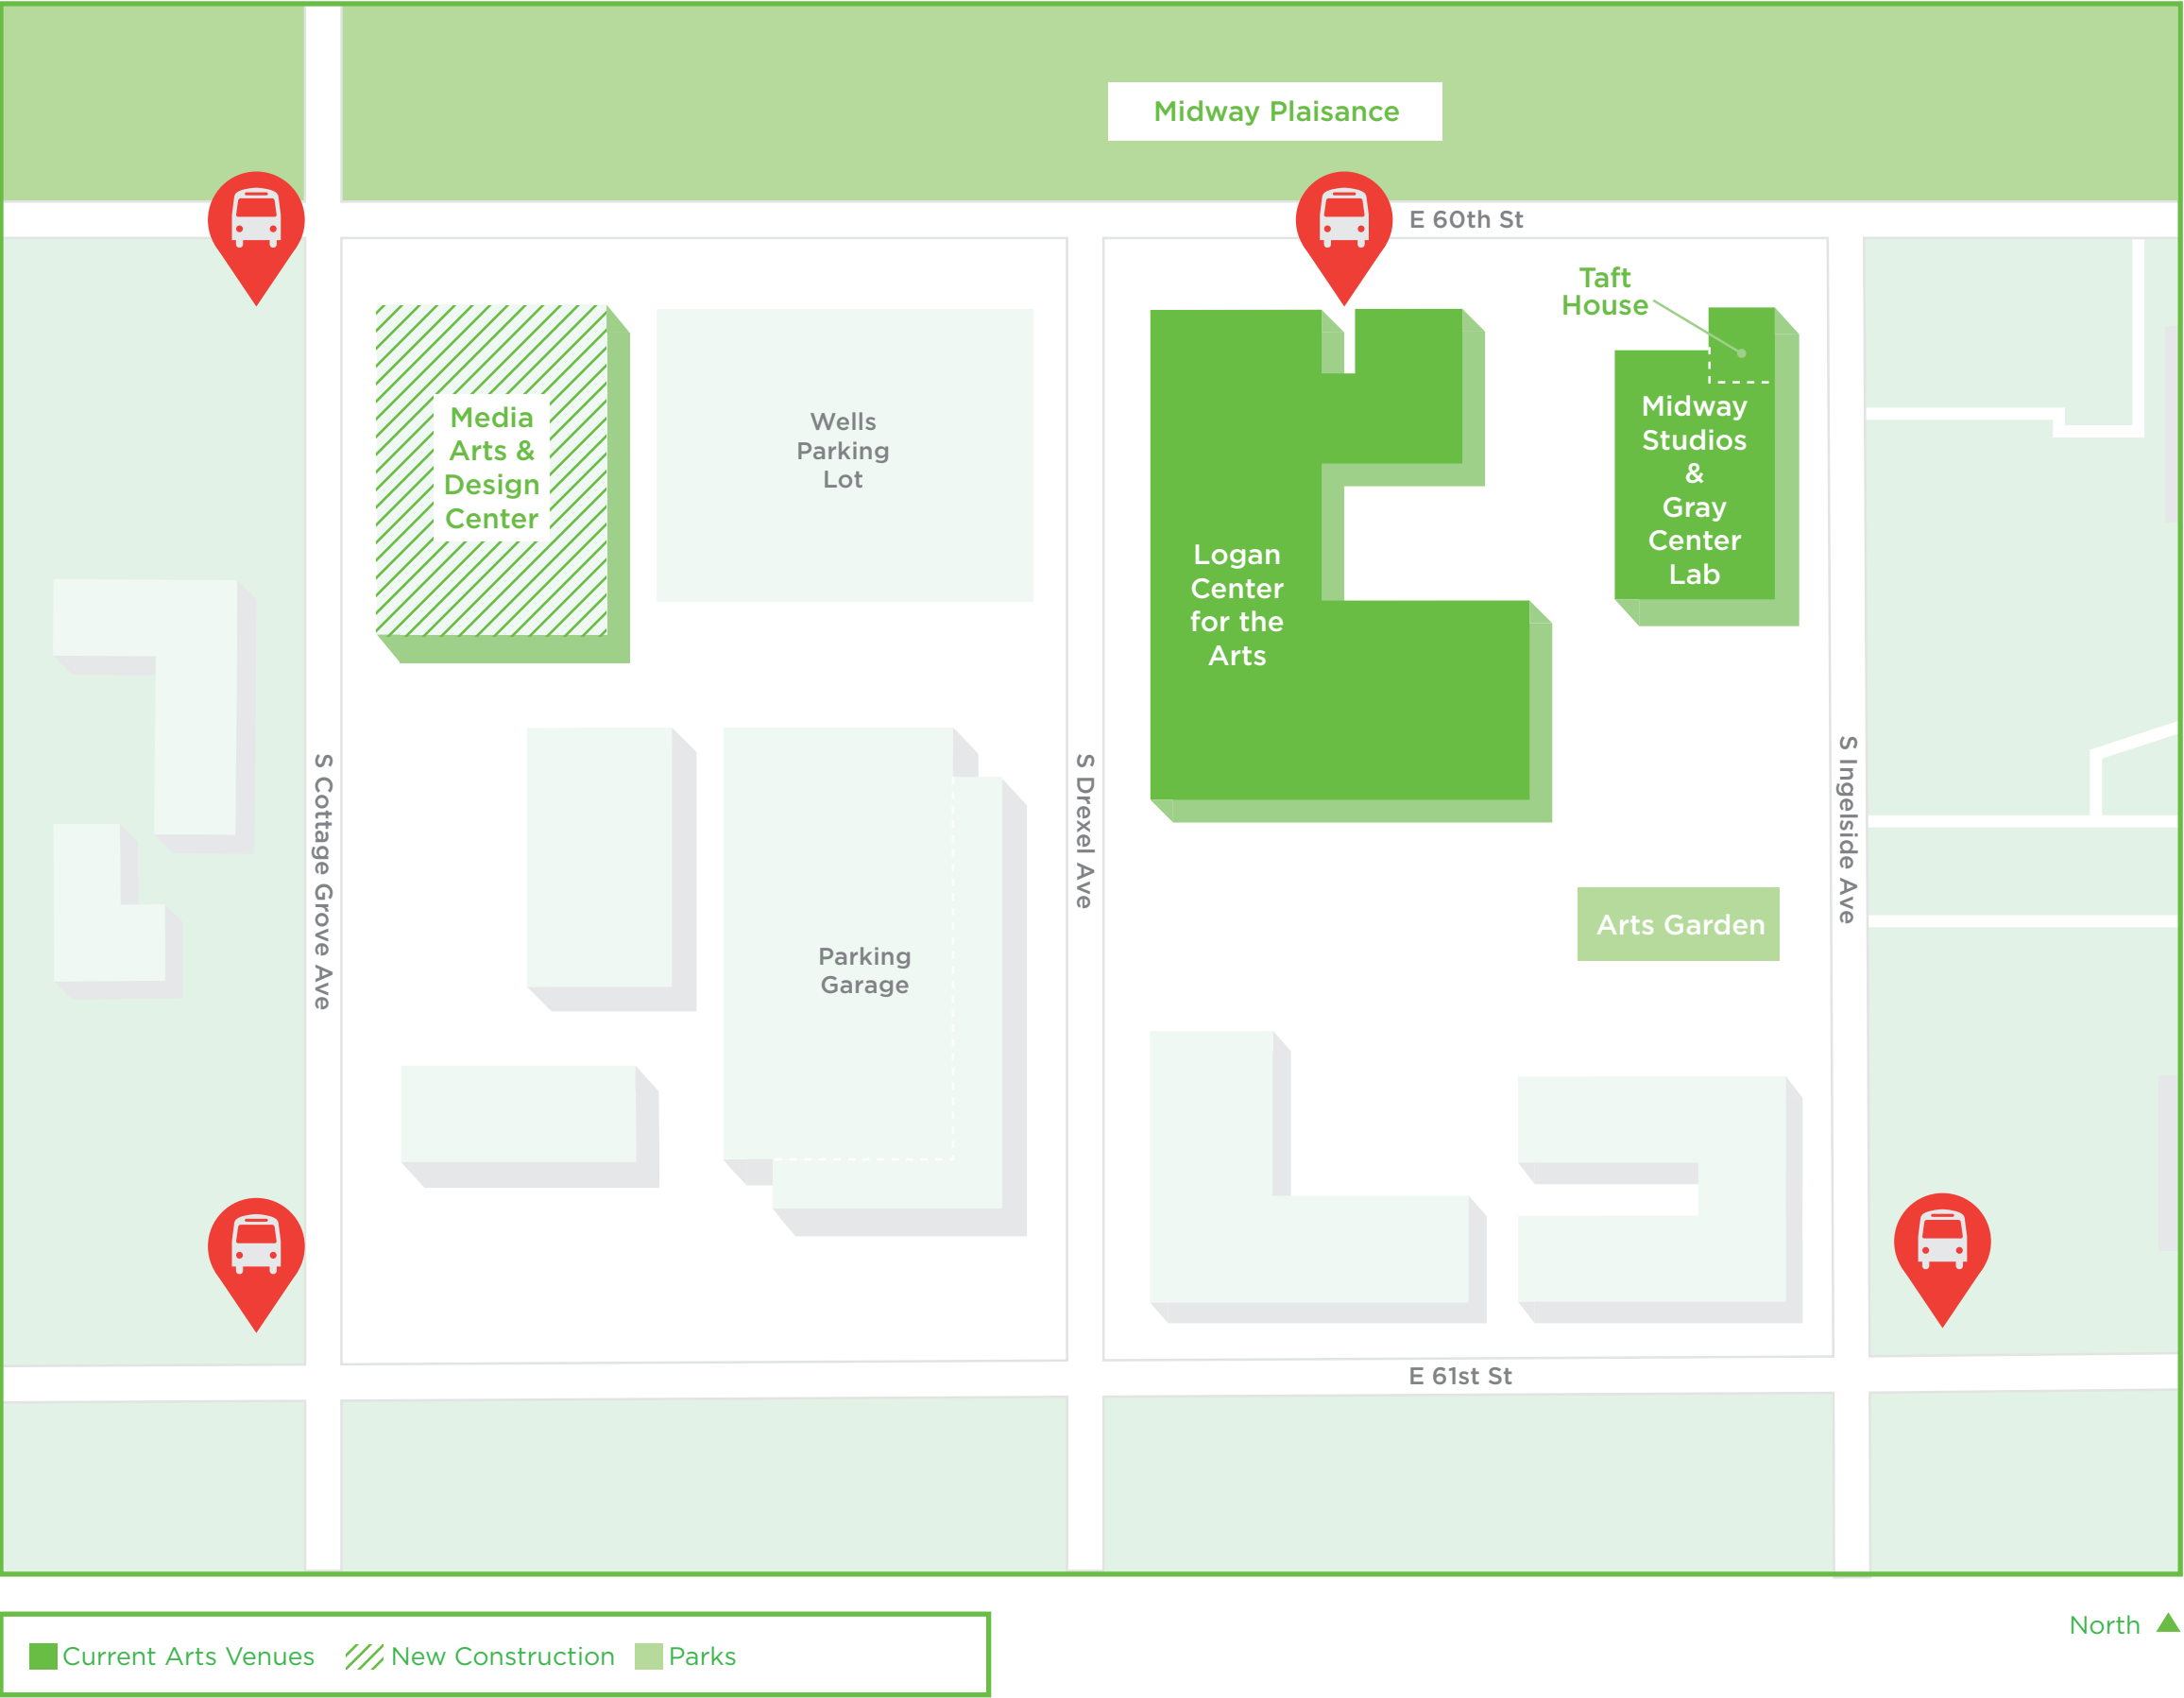 Midway Plaisance
E 60th St
Taft
House
Media
Arts &
Design
Center
Wells
Parking
Lot
Midway
Studios
&
Gray
Center
Lab
Logan
Center
for the
Arts
S Cottage Grove Ave
S Drexel Ave
S Ingelside Ave
Arts Garden
Parking
Garage
E 61st St
North
Current Arts Venues
New Construction
Parks